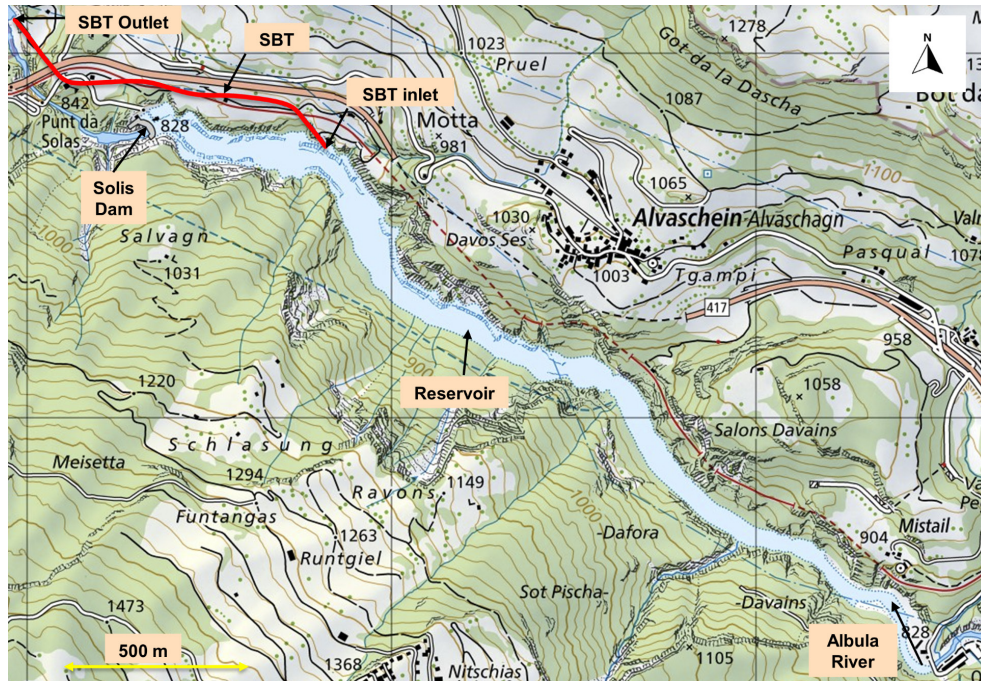 SBT Outlet
SBT
1023
Pruel
1278
Got da la Dascha
N
Bot da
1087
SBT inlet
Motta
981
842
Punt da
Solas
828
1100
1065
Solis
Dam
1030
Alvaschein
-Alvaschagn
Davos Ses
1003
Pasqual
1078
Tgampi
1000
Salvagn
1031
417
958
900
Reservoir
1220
1058
Schlasung
Salons Davains
Meisetta
1294
Ravons
1149
Funtangas
1000
1263
Runtgiel
-Dafora
904
Mistail
Sot Pischa-
-Davains
1473
500 m
1368
Nitschias
1105
Albula
River
828